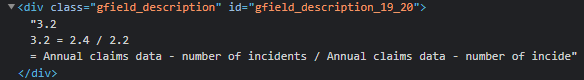 <div class="gfield_description" id="gfield_description_19_20">
"3.2
3.2 = 2.4 / 2.2
= Annual claims data - number of incidents / Annual claims data - number of incide"
</div>